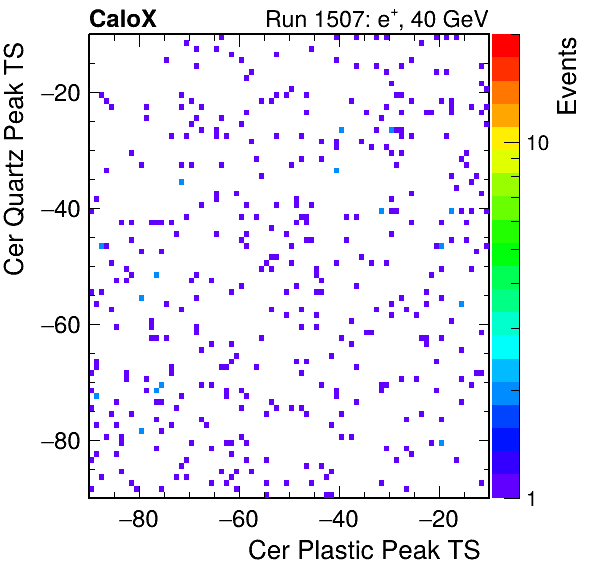 CaloX Run 1507: e⁺, 40 GeV
Events
Cer Quartz Peak TS
−20
−40
−60
−80
10
1
−80 −60 −40 −20
Cer Plastic Peak TS